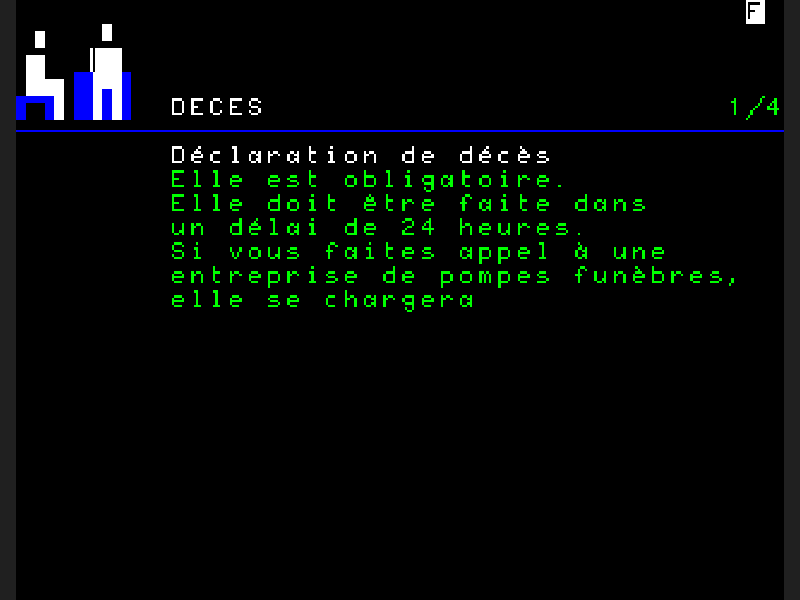 F
DECES 1/4
Déclaration de décès
Elle est obligatoire.
Elle doit être faite dans
un délai de 24 heures.
Si vous faites appel à une
entreprise de pompes funèbres,
elle se chargera